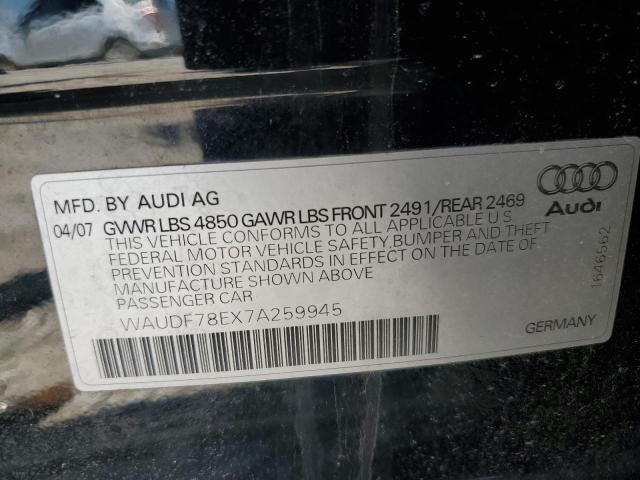 MFD. BY AUDI AG
04/07 GVWR LBS 4850 GAWR LBS FRONT 2491/REAR 2469
THIS VEHICLE CONFORMS TO ALL APPLICABLE U S
FEDERAL MOTOR VEHICLE SAFETY, BUMPER AND THEFT
PREVENTION STANDARDS IN EFFECT ON THE DATE OF
MANUFACTURE SHOWN ABOVE
PASSENGER CAR
WAUDF78EX7A259945
Audi
1646562
GERMANY